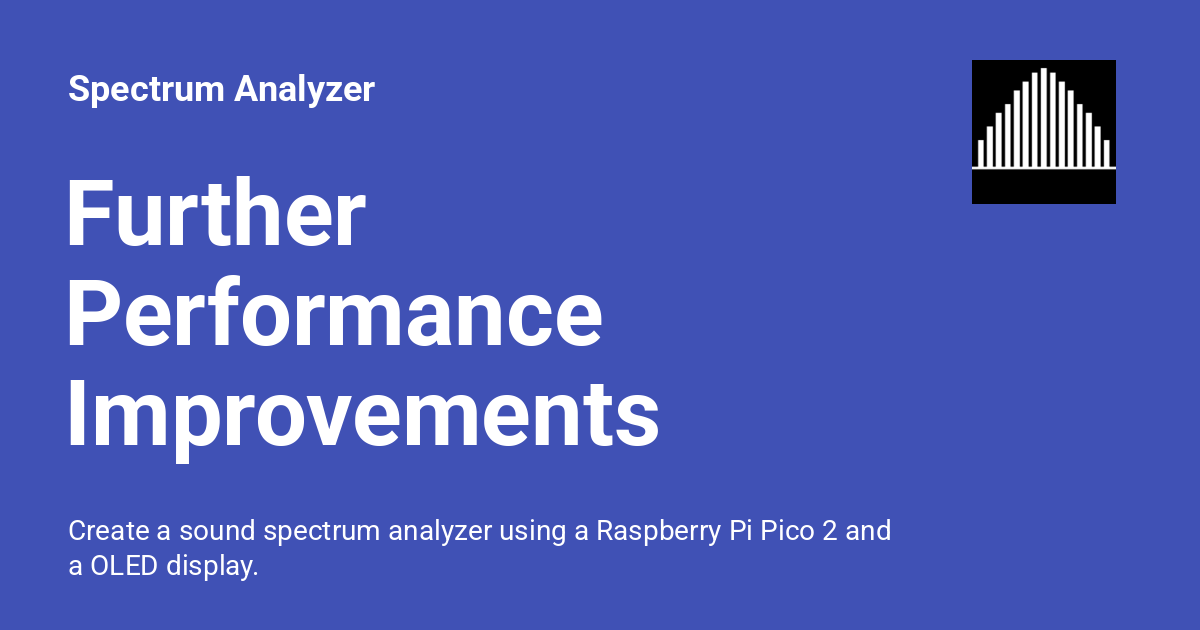 Spectrum Analyzer
Further
Performance
Improvements
Create a sound spectrum analyzer using a Raspberry Pi Pico 2 and
a OLED display.